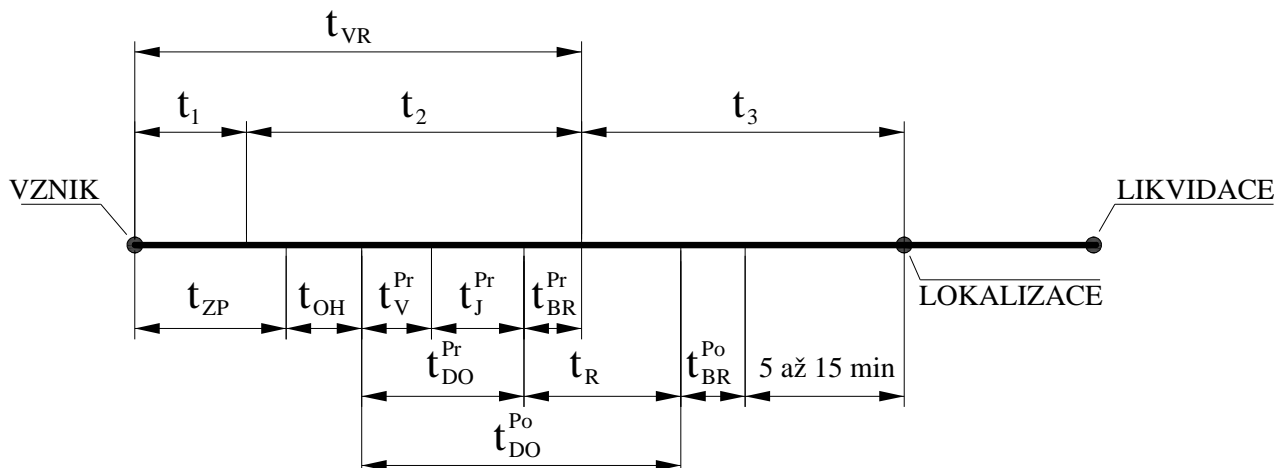 t_VR
t_1 t_2 t_3
VZNIK LIKVIDACE
LOKALIZACE
t_ZP t_OH t_V^Pr t_J^Pr t_BR^Pr
t_DO^Pr t_R t_BR^Po 5 až 15 min
t_DO^Po